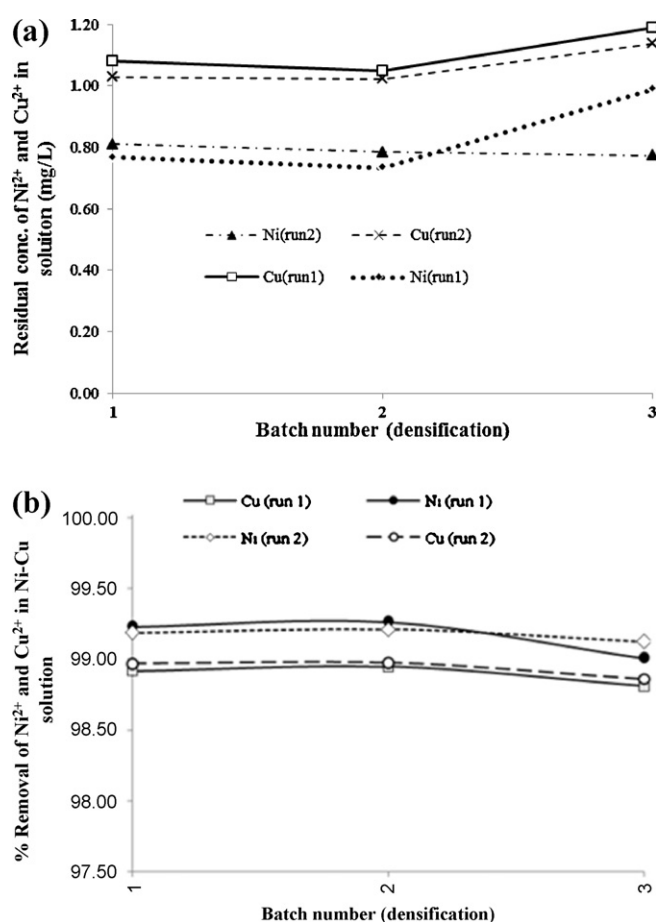 (a)
Residual conc. of Ni²⁺ and Cu²⁺ in
soluiton (mg/L)
1.20
1.00
0.80
0.60
0.40
0.20
0.00
Ni(run2)
Cu(run2)
Cu(run1)
Ni(run1)
1
2
3
Batch number (densification)
(b)
Cu (run 1)
Ni (run 1)
Ni (run 2)
Cu (run 2)
% Removal of Ni²⁺ and Cu²⁺ in Ni-Cu
solution
100.00
99.50
99.00
98.50
98.00
97.50
1
2
3
Batch number (densification)